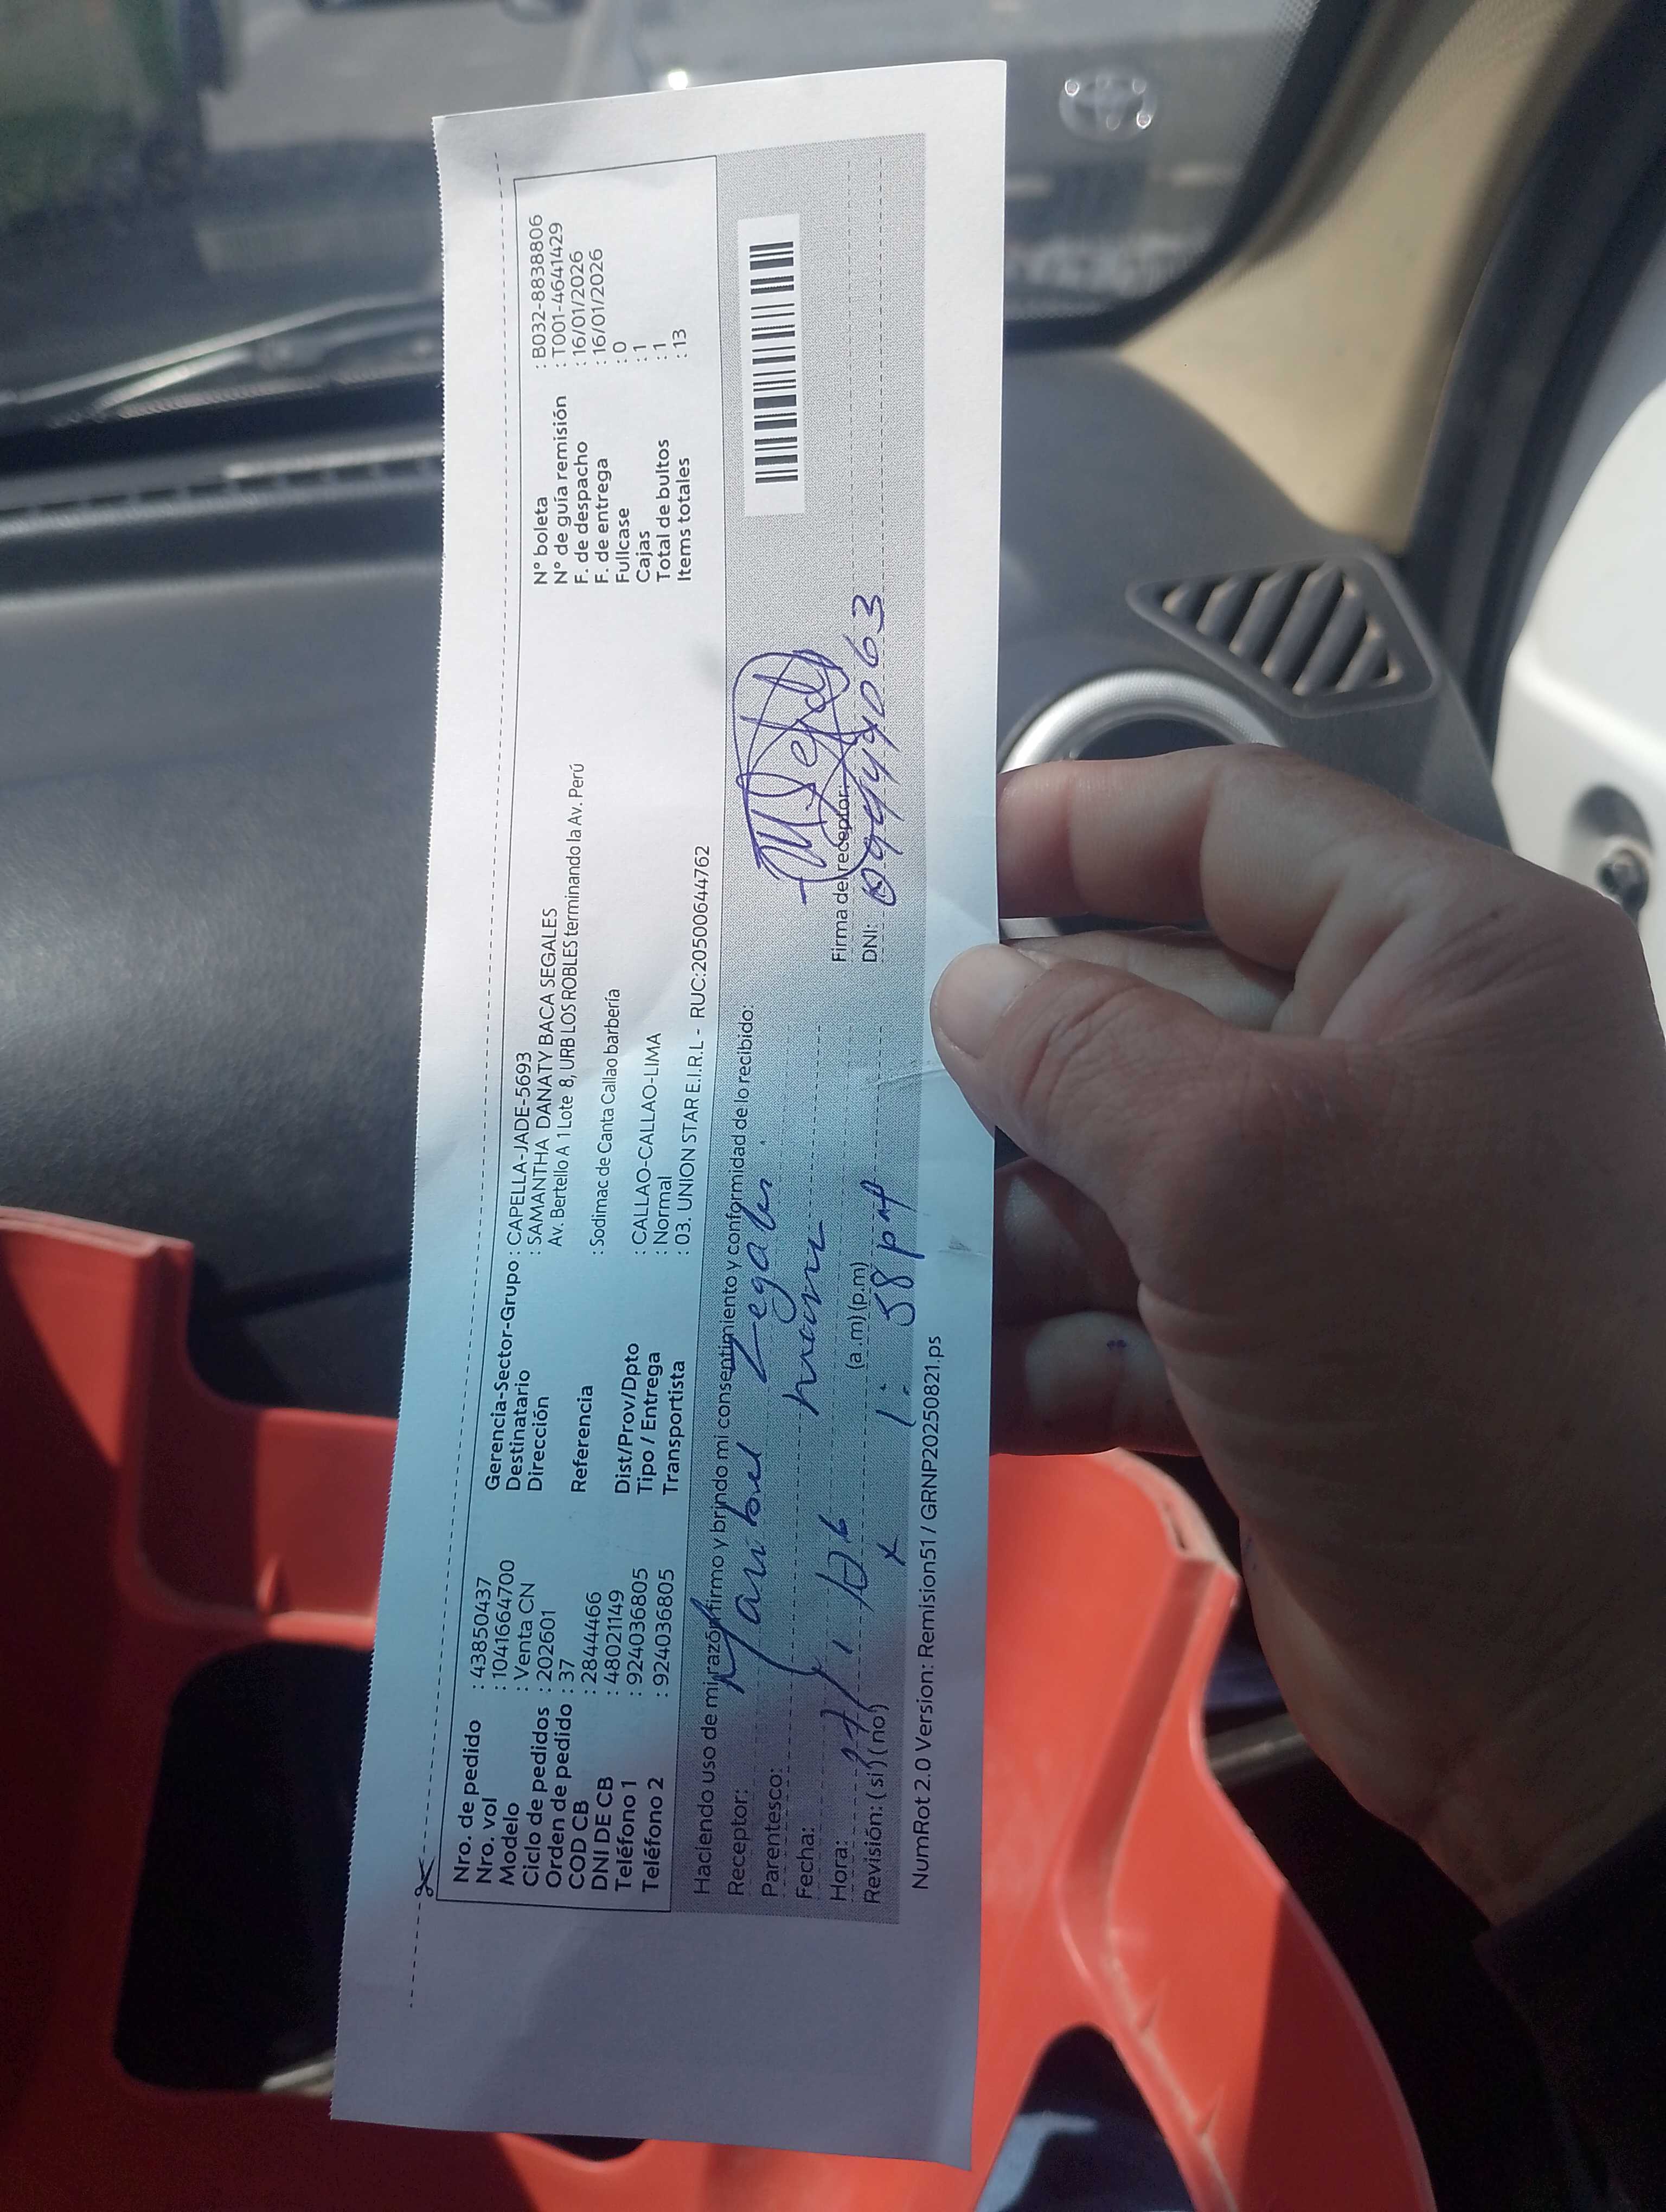 Nro. de pedido : 43850437
Nro. vol : 10416647​00
Modelo : Venta CN
Ciclo de pedidos : 202601
Orden de pedido : 37
COD CB : 2844466
DNI DE CB : 48021149
Teléfono 1 : 924036805
Teléfono 2 : 924036805
Gerencia-Sector-Grupo : CAPELLA-JADE-5693
Destinatario : SAMANTHA DANATY BACA SEGALES
Dirección Av. Bertello A 1 Lote 8, URB LOS ROBLES terminando la Av. Perú
Referencia : Sodimac de Canta Callao barbería
Dist/Prov/Dpto : CALLAO-CALLAO-LIMA
Tipo / Entrega : Normal
Transportista : 03. UNION STAR E.I.R.L - RUC:20500644762
N° boleta : B032-8838806
N° de guía remisión : T001-4641429
F. de despacho : 16/01/2026
F. de entrega : 16/01/2026
Fullcase : 0
Cajas : 1
Total de bultos : 1
Items totales : 13
Haciendo uso de mi razón firmo y brindo mi consentimiento y conformidad de lo recibido:
Receptor:
Parentesco:
Fecha:
Hora: (a.m) (p.m) 1:58 pm
Revisión: (si) (no) x
Firma del receptor:
DNI:
NumRot 2.0 Version: Remision51 / GRNP20250821.ps